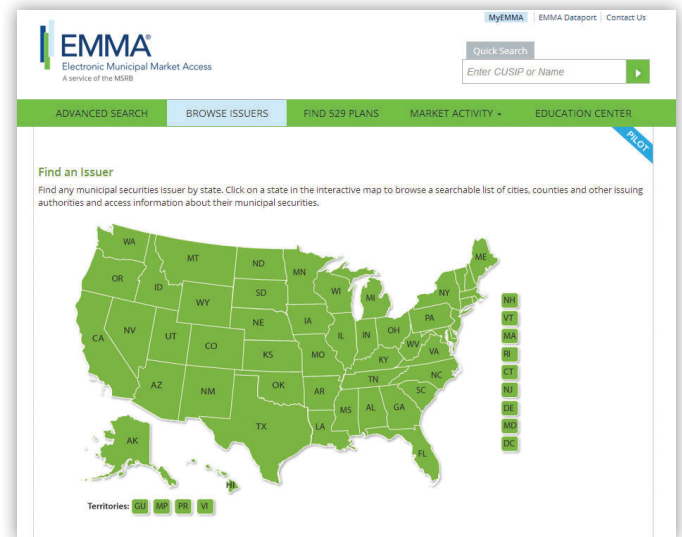 MyEMMA EMMA Dataport Contact Us
EMMA®
Electronic Municipal Market Access
A service of the MSRB
Quick Search
Enter CUSIP or Name
ADVANCED SEARCH BROWSE ISSUERS FIND 529 PLANS MARKET ACTIVITY EDUCATION CENTER
PILOT
Find an Issuer
Find any municipal securities issuer by state. Click on a state in the interactive map to browse a searchable list of cities, counties and other issuing
authorities and access information about their municipal securities.
WA
MT
ND
MN
ME
OR
ID
SD
WI
MI
NY
WY
NH
NE
IA
PA
VT
NV
UT
CO
IL
IN
OH
MA
CA
KS
MO
WV
VA
KY
RI
CT
AZ
NM
OK
AR
TN
NC
SC
NJ
MS
AL
GA
DE
TX
LA
MD
AK
FL
DC
HI
Territories: GU MP PR VI